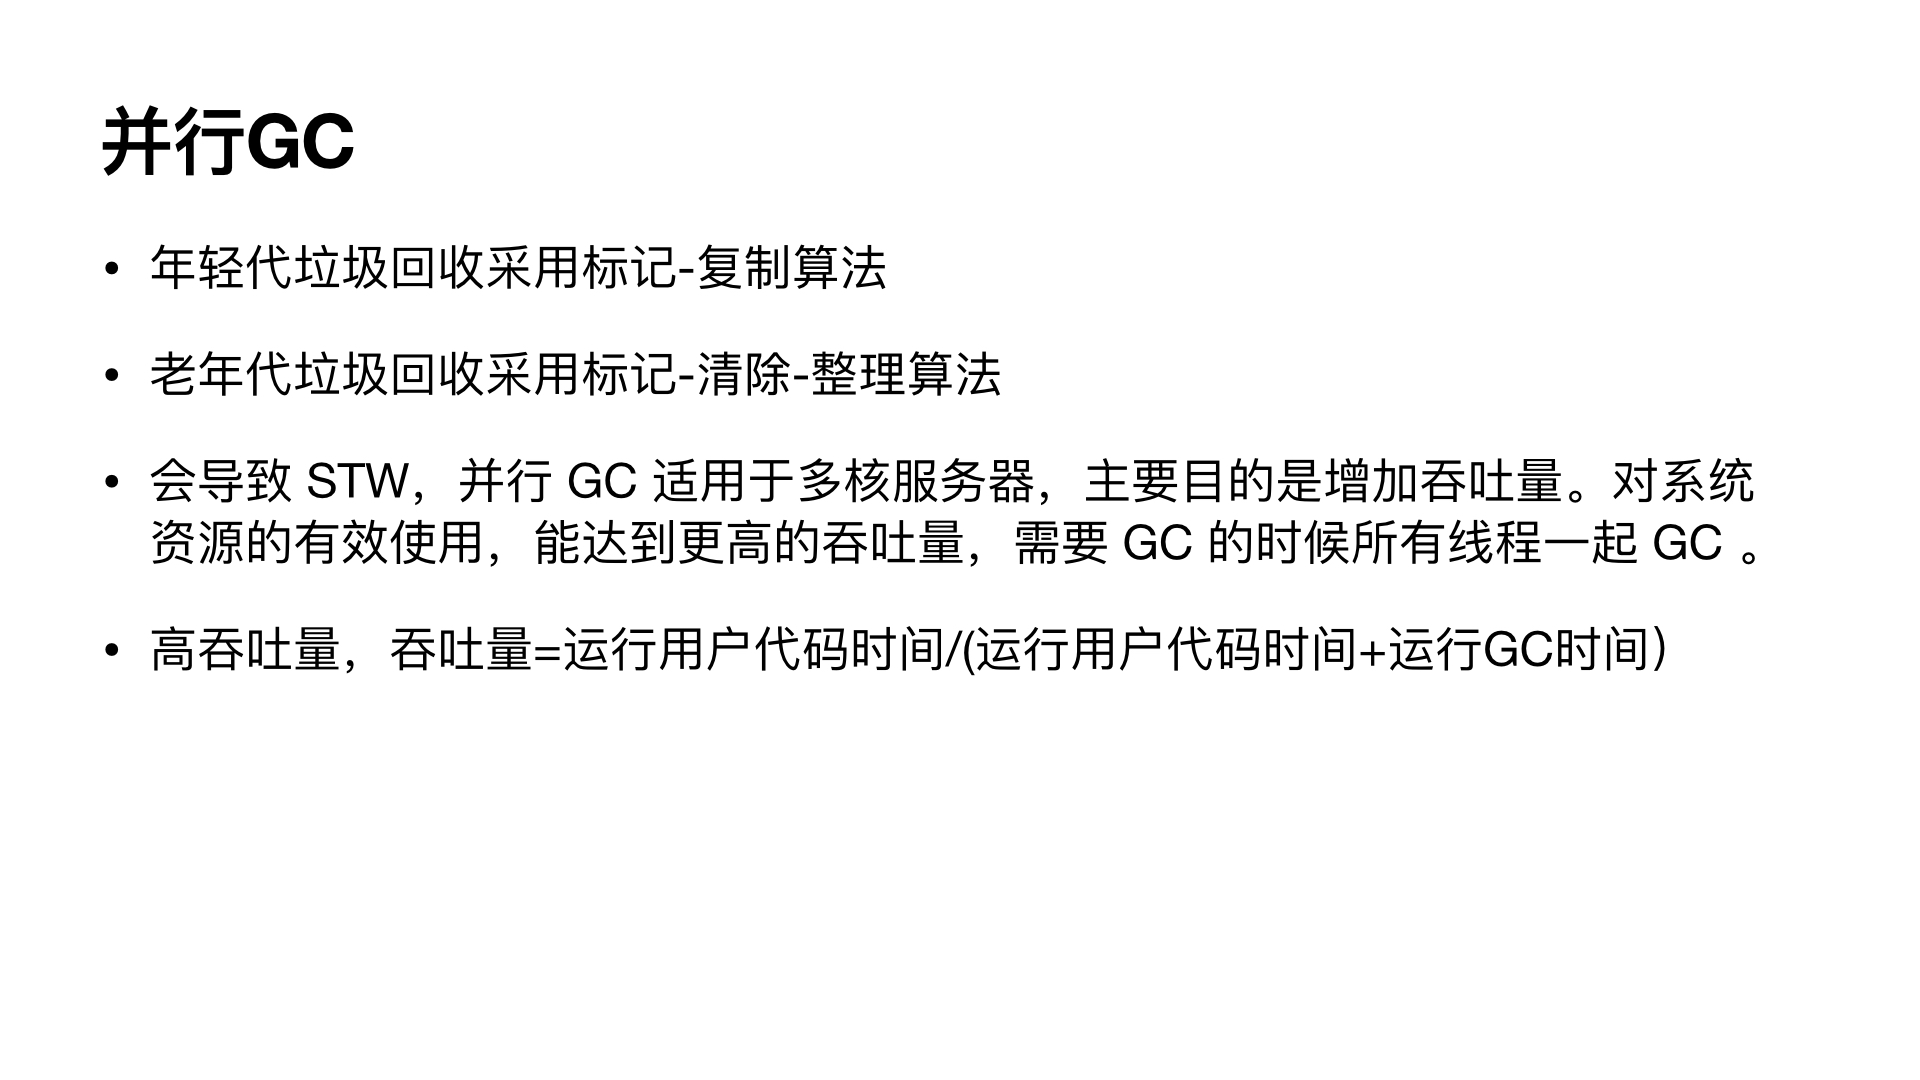 并行GC
• 年轻代垃圾回收采用标记-复制算法
• 老年代垃圾回收采用标记-清除-整理算法
• 会导致 STW，并行 GC 适用于多核服务器，主要目的是增加吞吐量。对系统
资源的有效使用，能达到更高的吞吐量，需要 GC 的时候所有线程一起 GC 。
• 高吞吐量，吞吐量=运行用户代码时间/(运行用户代码时间+运行GC时间）